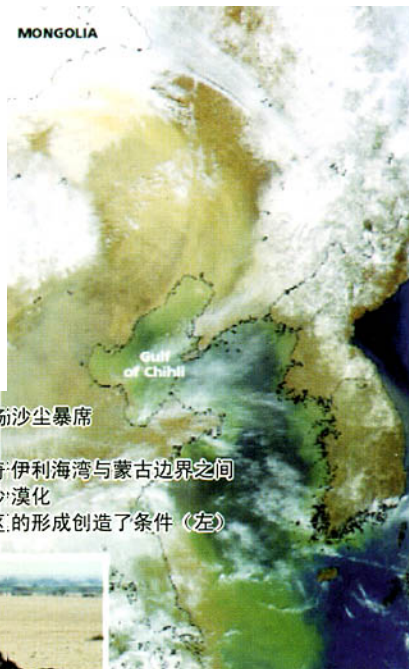 MONGOLIA
Gulf
of Chihli
沙尘暴席
伊利海湾与蒙古边界之间
漠化
的形成创造了条件（左）